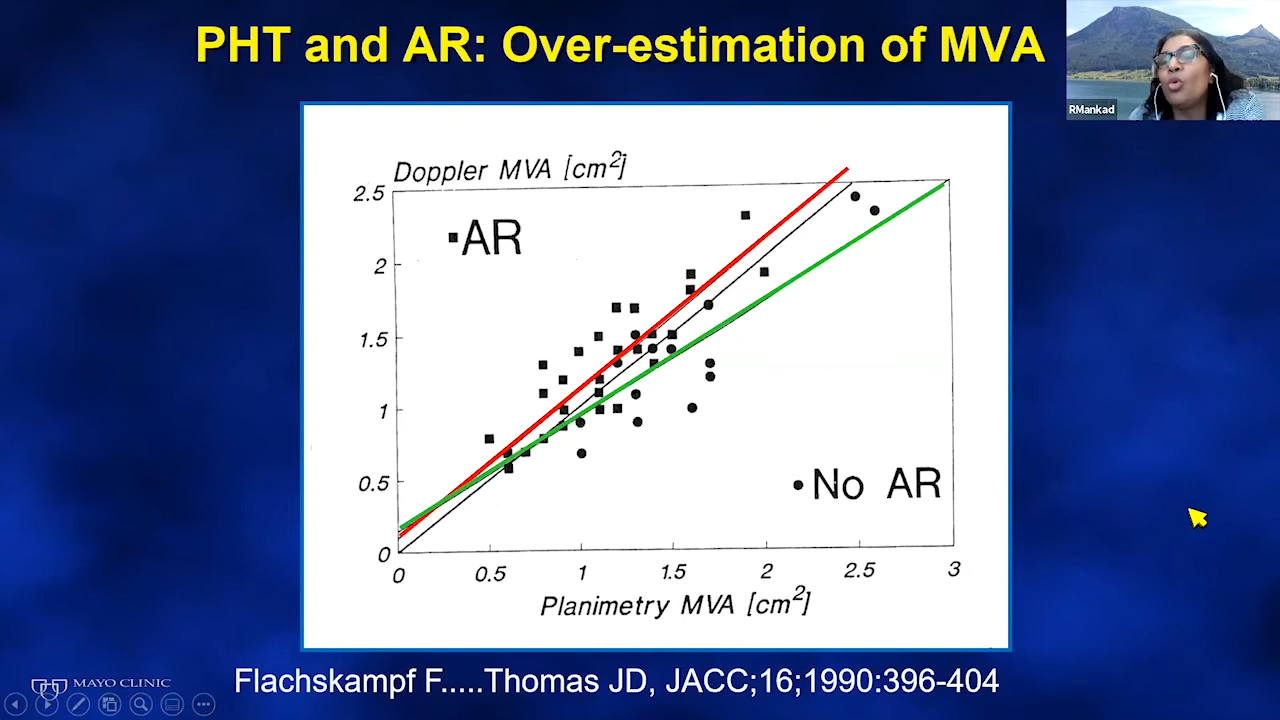 PHT and AR: Over-estimation of MVA
RMankad
Doppler MVA [cm²]
2.5
2
1.5
1
0.5
0
AR
No AR
0 0.5 1 1.5 2 2.5 3
Planimetry MVA [cm²]
Flachskampf F.....Thomas JD, JACC;16;1990:396-404
MAYO CLINIC